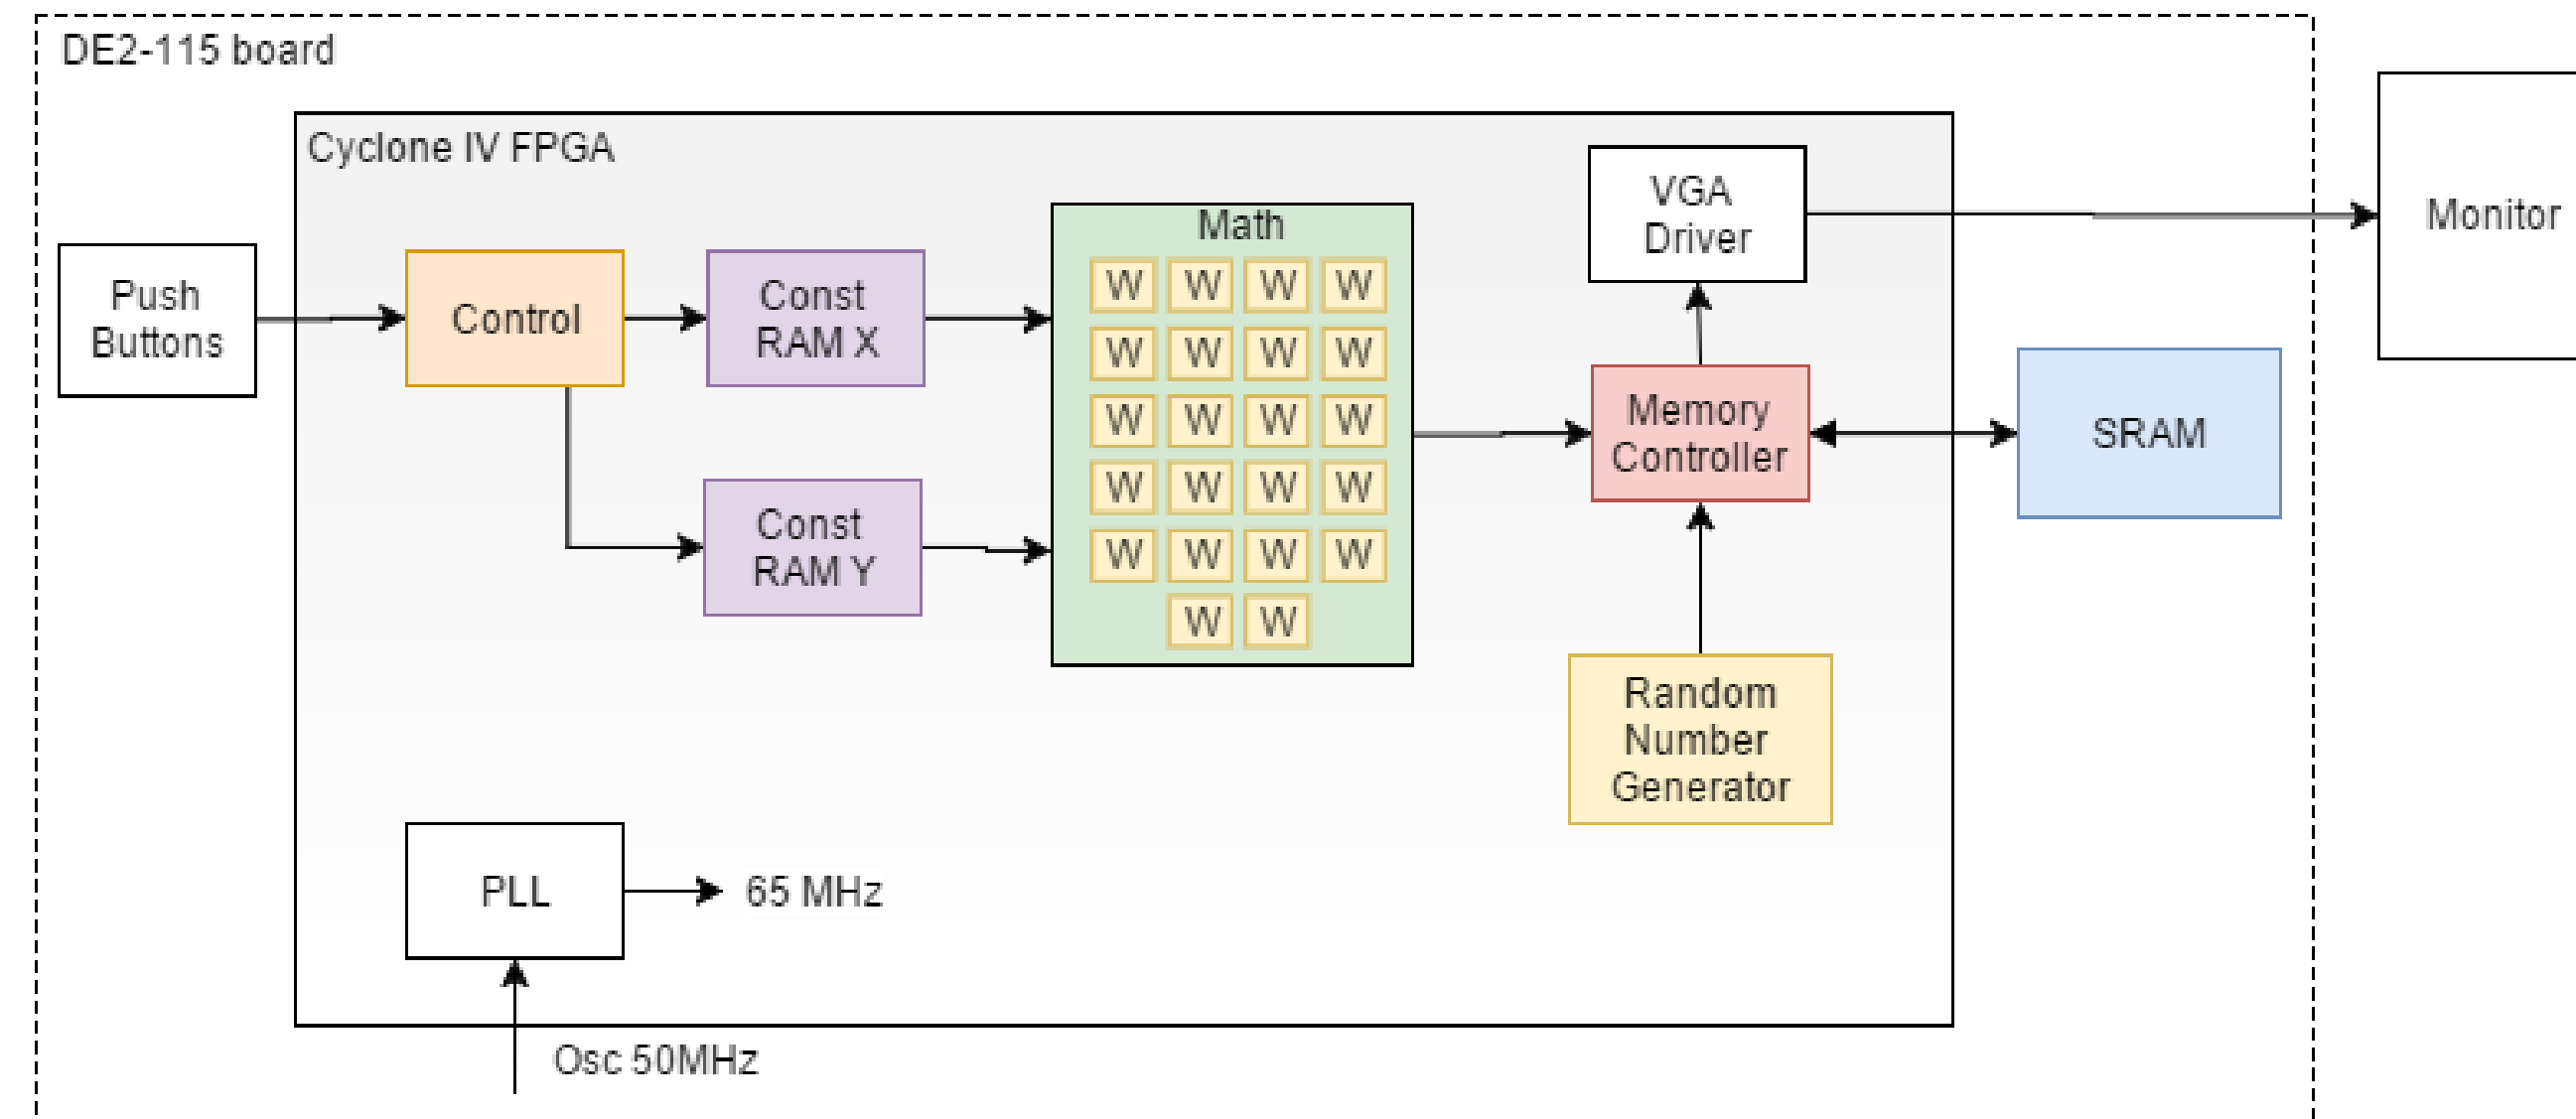 DE2-115 board
Cyclone IV FPGA
Push
Buttons
Control
Const
RAM X
Const
RAM Y
Math
W W W W
W W W W
W W W W
W W W W
W W W W
W W
VGA
Driver
Monitor
Memory
Controller
SRAM
Random
Number
Generator
PLL
65 MHz
Osc 50MHz